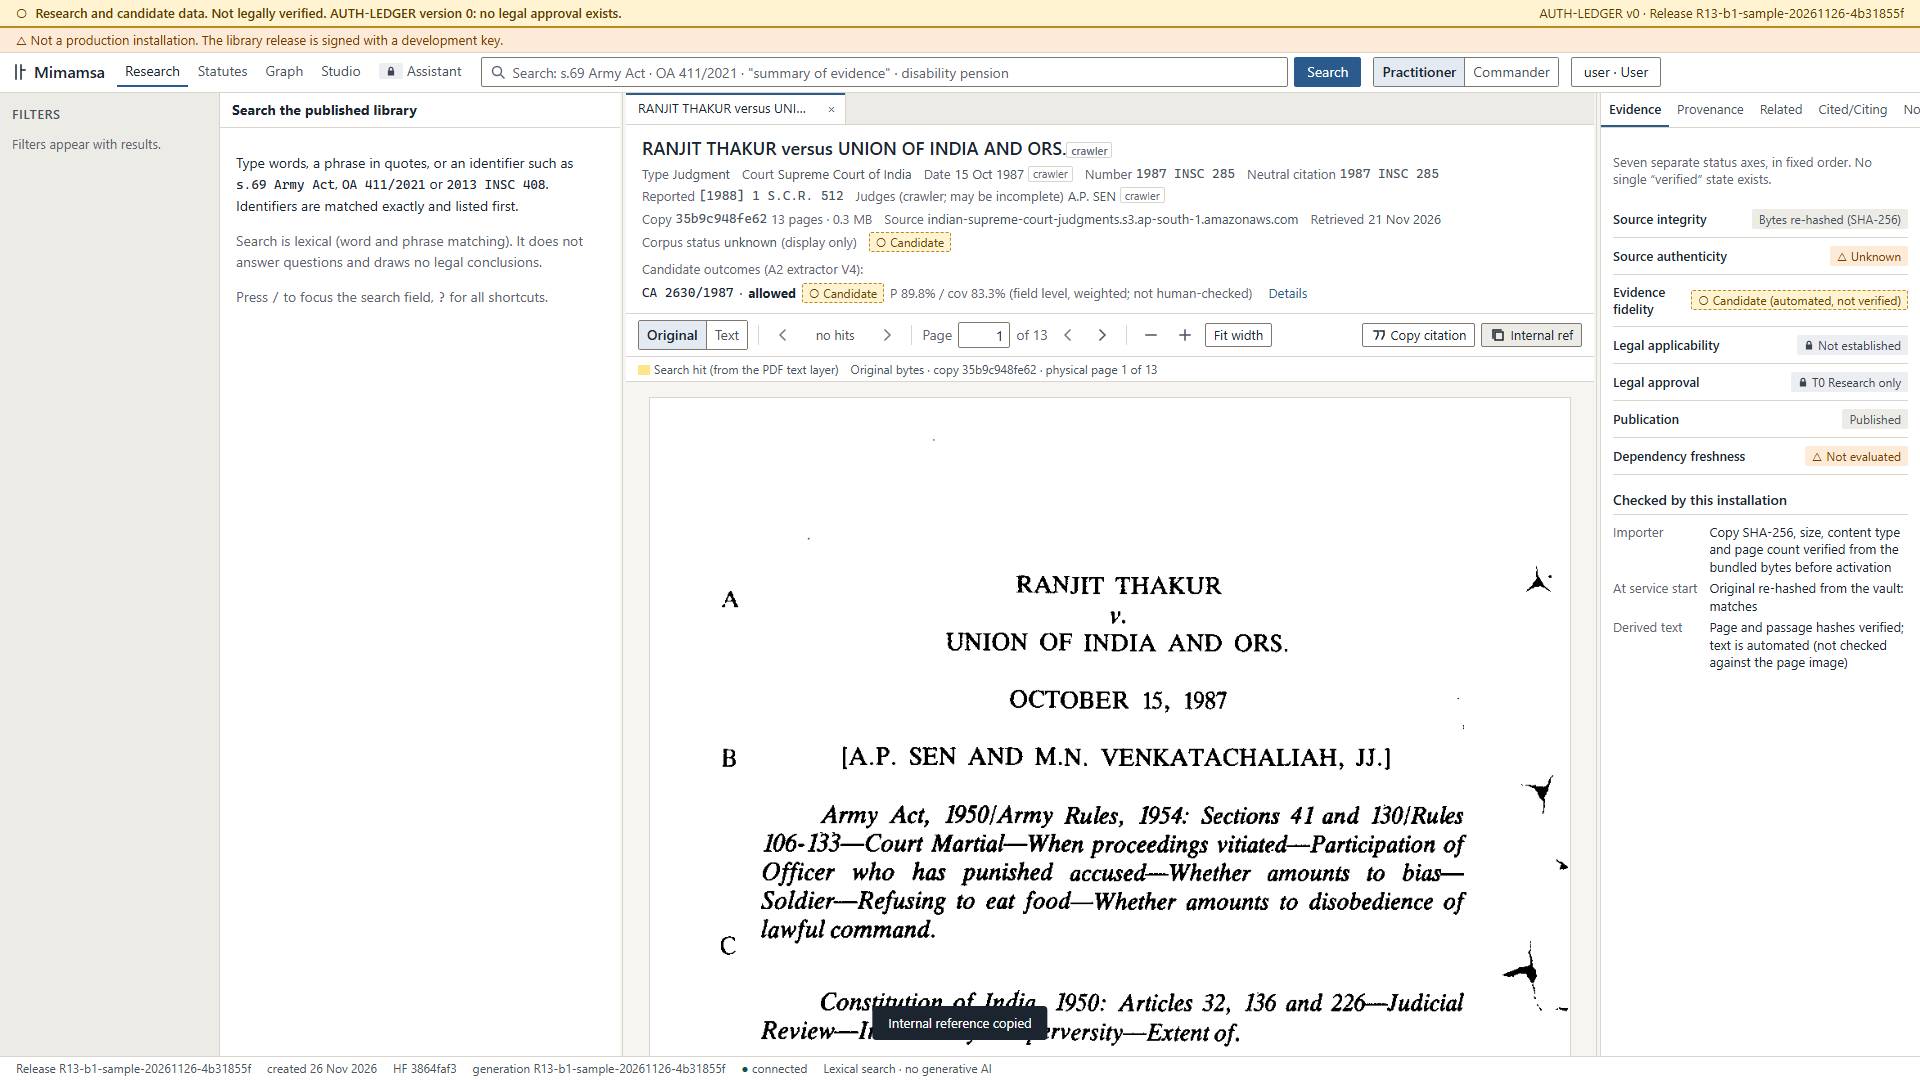 Research and candidate data. Not legally verified. AUTH-LEDGER version 0: no legal approval exists.
AUTH-LEDGER v0 · Release R13-b1-sample-20261126-4b31855f
Not a production installation. The library release is signed with a development key.
Mimamsa
Research
Statutes
Graph
Studio
Assistant
Search: s.69 Army Act · OA 411/2021 · "summary of evidence" · disability pension
Search
Practitioner
Commander
user · User
FILTERS
Filters appear with results.
Search the published library
Type words, a phrase in quotes, or an identifier such as
s.69 Army Act, OA 411/2021 or 2013 INSC 408.
Identifiers are matched exactly and listed first.
Search is lexical (word and phrase matching). It does not
answer questions and draws no legal conclusions.
Press / to focus the search field, ? for all shortcuts.
RANJIT THAKUR versus UNI... ×
RANJIT THAKUR versus UNION OF INDIA AND ORS. crawler
Type Judgment Court Supreme Court of India Date 15 Oct 1987 crawler Number 1987 INSC 285 Neutral citation 1987 INSC 285
Reported [1988] 1 S.C.R. 512 Judges (crawler; may be incomplete) A.P. SEN crawler
Copy 35b9c948fe62 13 pages · 0.3 MB Source indian-supreme-court-judgments.s3.ap-south-1.amazonaws.com Retrieved 21 Nov 2026
Corpus status unknown (display only) Candidate
Candidate outcomes (A2 extractor V4):
CA 2630/1987 · allowed Candidate P 89.8% / cov 83.3% (field level, weighted; not human-checked) Details
Original
Text
no hits
Page 1 of 13
Fit width
Copy citation
Internal ref
Search hit (from the PDF text layer) Original bytes · copy 35b9c948fe62 · physical page 1 of 13
RANJIT THAKUR
A
v.
UNION OF INDIA AND ORS.
OCTOBER 15, 1987
B
[A.P. SEN AND M.N. VENKATACHALIAH, JJ.]
Army Act, 1950/Army Rules, 1954: Sections 41 and 130/Rules
106-133—Court Martial—When proceedings vitiated—Participation of
Officer who has punished accused—Whether amounts to bias—
Soldier—Refusing to eat food—Whether amounts to disobedience of
lawful command.
C
Constitution of India, 1950: Articles 32, 136 and 226—Judicial
Review— —Extent of.
Internal reference copied
Evidence
Provenance
Related
Cited/Citing
No
Seven separate status axes, in fixed order. No
single “verified” state exists.
Source integrity Bytes re-hashed (SHA-256)
Source authenticity Unknown
Evidence fidelity Candidate (automated, not verified)
Legal applicability Not established
Legal approval T0 Research only
Publication Published
Dependency freshness Not evaluated
Checked by this installation
Importer Copy SHA-256, size, content type
and page count verified from the
bundled bytes before activation
At service start Original re-hashed from the vault:
matches
Derived text Page and passage hashes verified;
text is automated (not checked
against the page image)
Release R13-b1-sample-20261126-4b31855f created 26 Nov 2026 HF 3864faf3 generation R13-b1-sample-20261126-4b31855f connected Lexical search · no generative AI